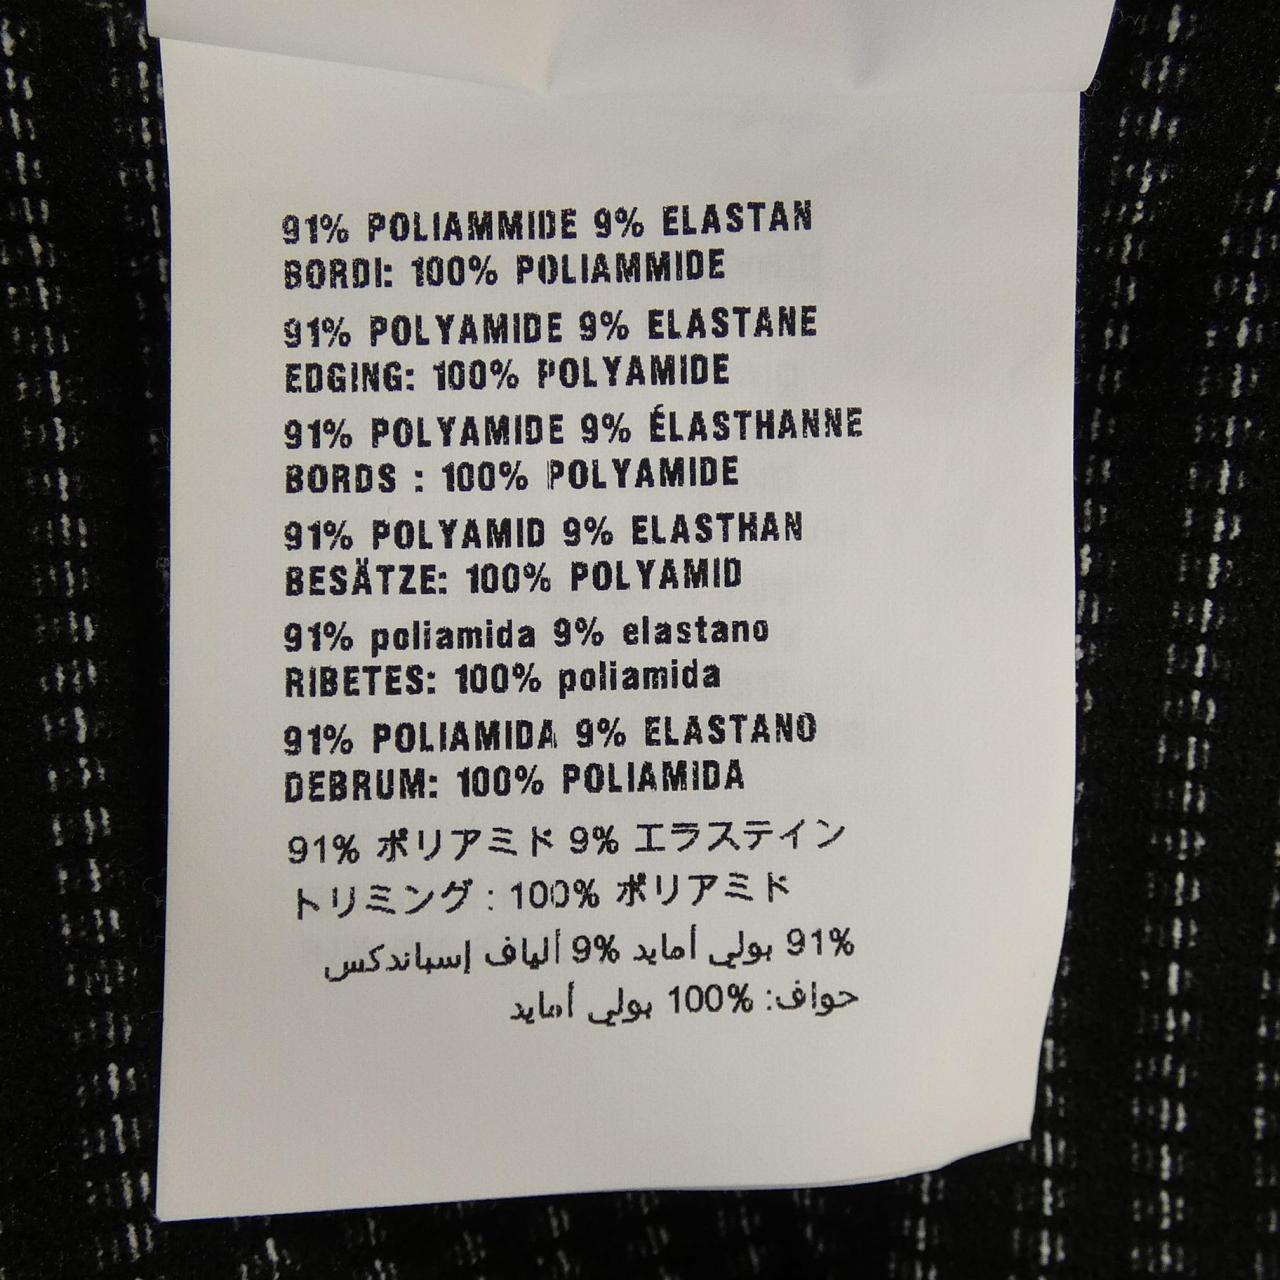 91% POLIAMMIDE 9% ELASTAN
BORDI: 100% POLIAMMIDE
91% POLYAMIDE 9% ELASTANE
EDGING: 100% POLYAMIDE
91% POLYAMIDE 9% ÉLASTHANNE
BORDS : 100% POLYAMIDE
91% POLYAMID 9% ELASTHAN
BESÄTZE: 100% POLYAMID
91% poliamida 9% elastano
RIBETES: 100% poliamida
91% POLIAMIDA 9% ELASTANO
DEBRUM: 100% POLIAMIDA
91% ポリアミド 9% エラステイン
トリミング : 100% ポリアミド
91% بولي أمايد 9% ألياف إسباندكس
حواف: 100% بولي أمايد